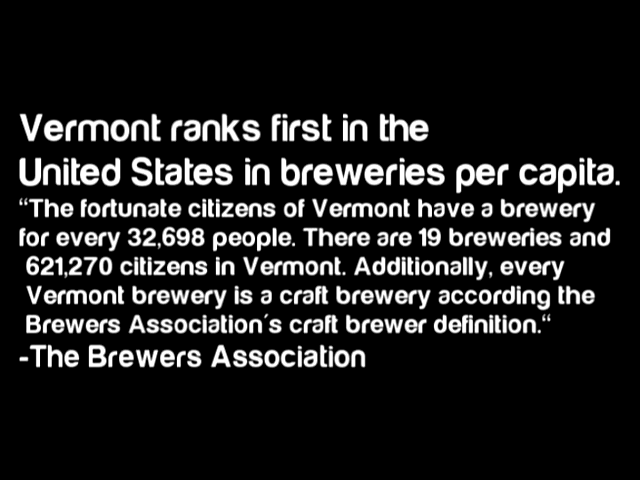 Vermont ranks first in the
United States in breweries per capita.
“The fortunate citizens of Vermont have a brewery
for every 32,698 people. There are 19 breweries and
621,270 citizens in Vermont. Additionally, every
Vermont brewery is a craft brewery according the
Brewers Association´s craft brewer definition.“
-The Brewers Association